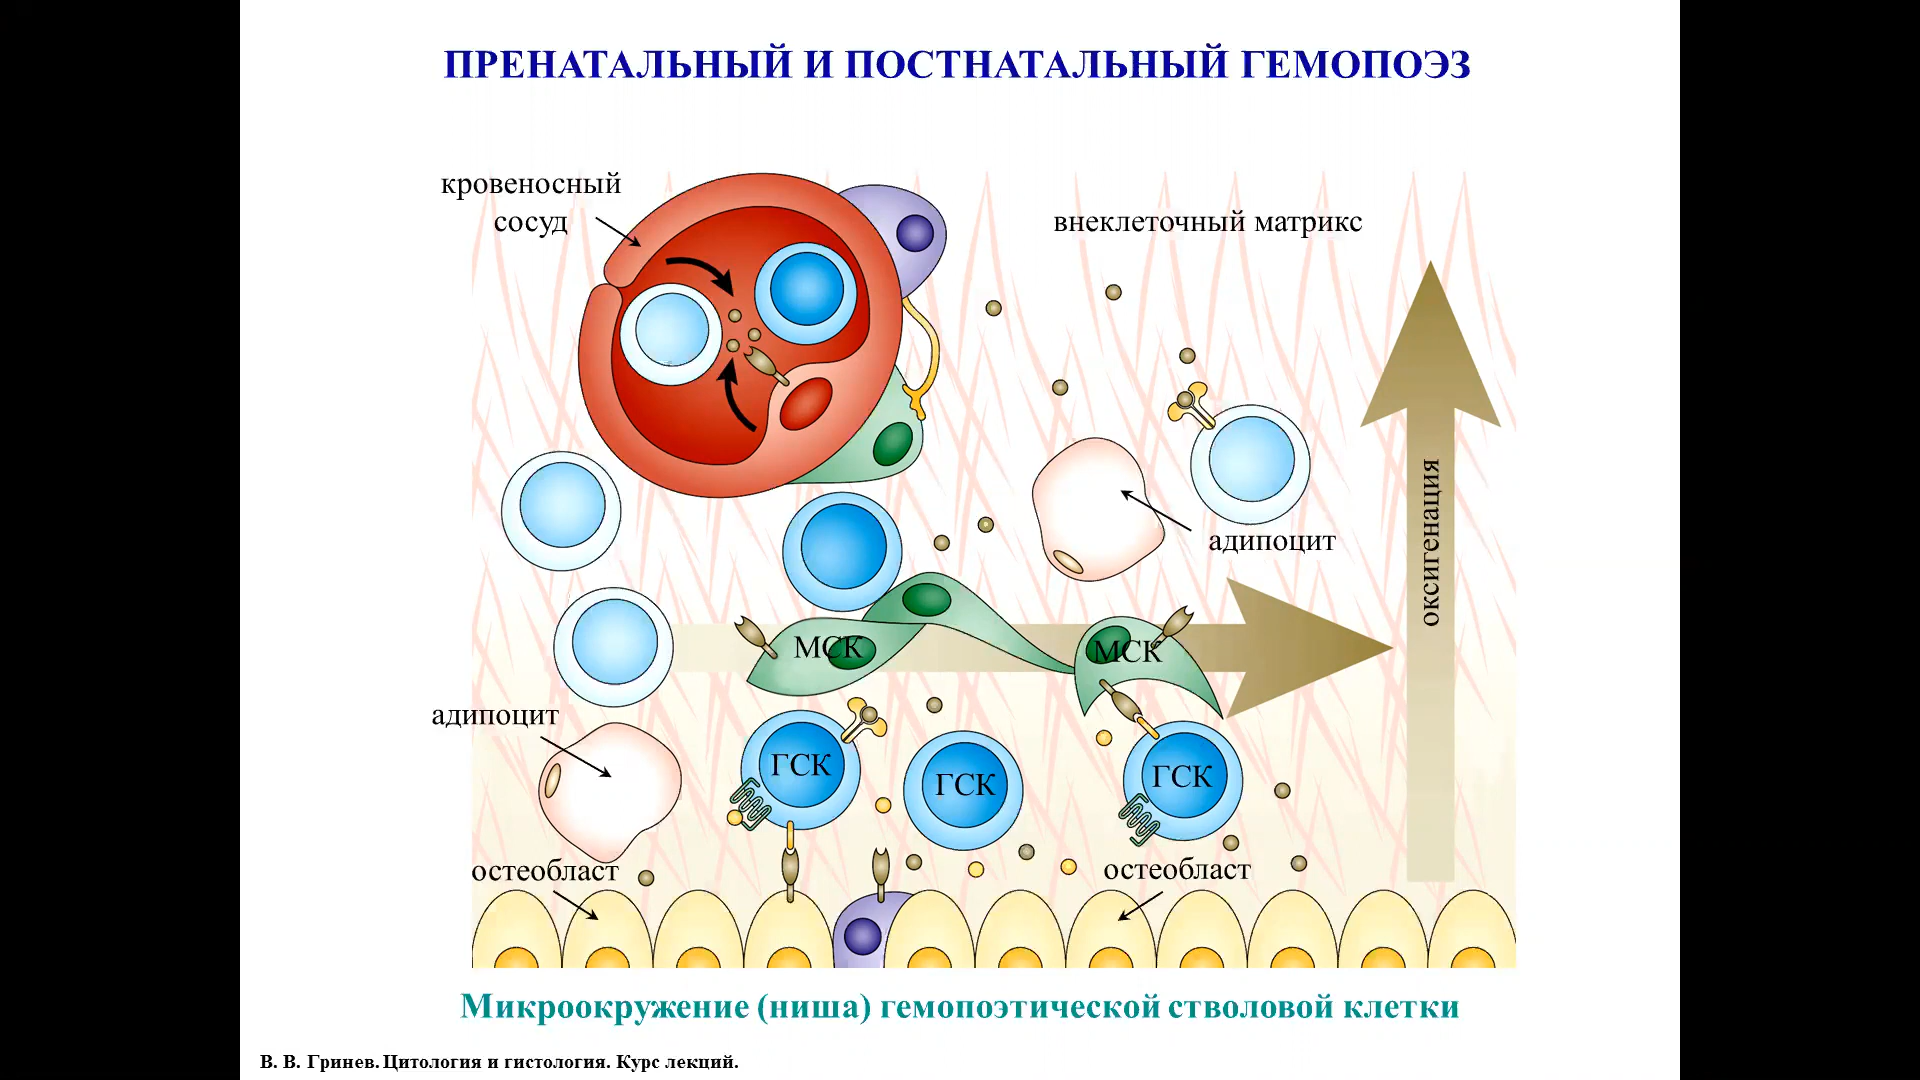 ПРЕНАТАЛЬНЫЙ И ПОСТНАТАЛЬНЫЙ ГЕМОПОЭЗ
кровеносный
сосуд
внеклеточный матрикс
оксигенация
адипоцит
МСК
МСК
адипоцит
ГСК
ГСК
ГСК
остеобласт
остеобласт
Микроокружение (ниша) гемопоэтической стволовой клетки
В. В. Гринев. Цитология и гистология. Курс лекций.